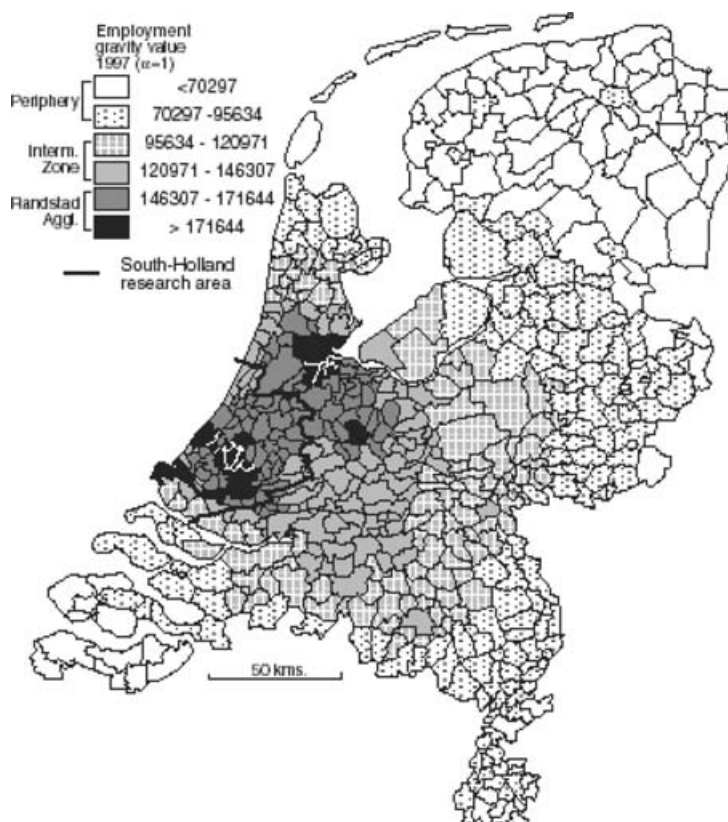 Employment
gravity value
1997 (α=1)
Periphery
<70297
70297 -95634
Interm.
Zone
95634 - 120971
120971 - 146307
Randstad
Aggl.
146307 - 171644
> 171644
South-Holland
research area
50 kms.